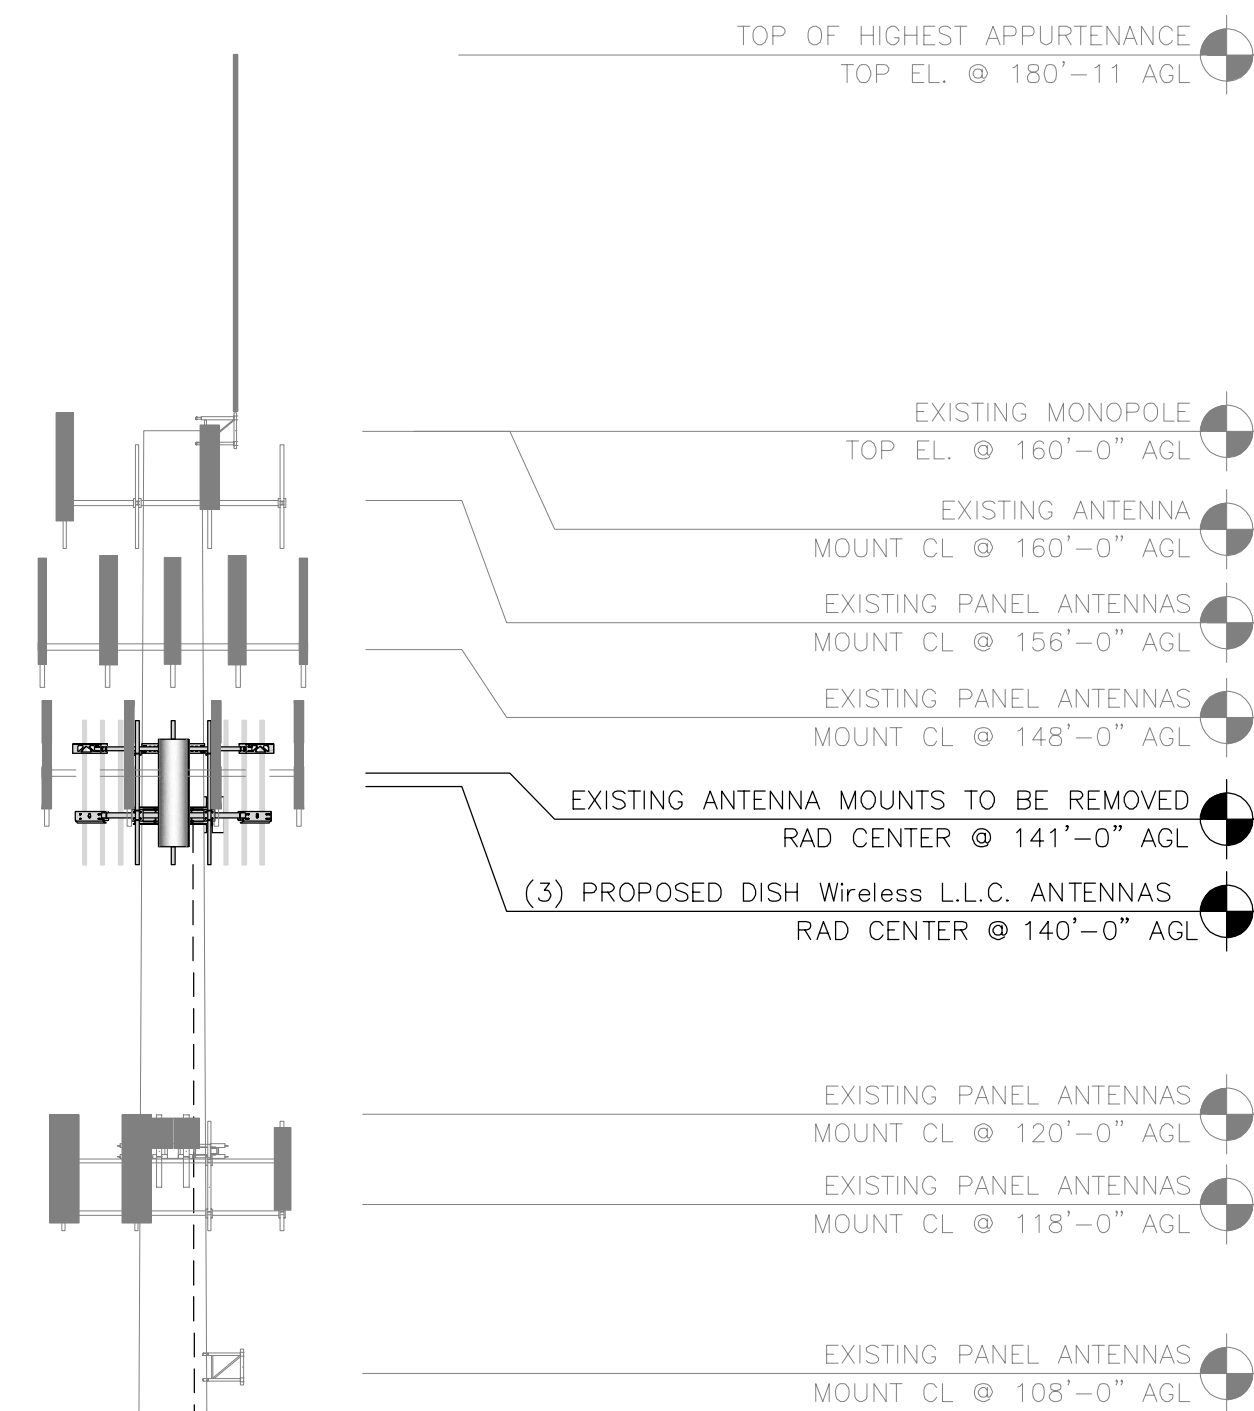 TOP OF HIGHEST APPURTENANCE
TOP EL. @ 180'-11 AGL
EXISTING MONOPOLE
TOP EL. @ 160'-0" AGL
EXISTING ANTENNA
MOUNT CL @ 160'-0" AGL
EXISTING PANEL ANTENNAS
MOUNT CL @ 156'-0" AGL
EXISTING PANEL ANTENNAS
MOUNT CL @ 148'-0" AGL
EXISTING ANTENNA MOUNTS TO BE REMOVED
RAD CENTER @ 141'-0" AGL
(3) PROPOSED DISH Wireless L.L.C. ANTENNAS
RAD CENTER @ 140'-0" AGL
EXISTING PANEL ANTENNAS
MOUNT CL @ 120'-0" AGL
EXISTING PANEL ANTENNAS
MOUNT CL @ 118'-0" AGL
EXISTING PANEL ANTENNAS
MOUNT CL @ 108'-0" AGL